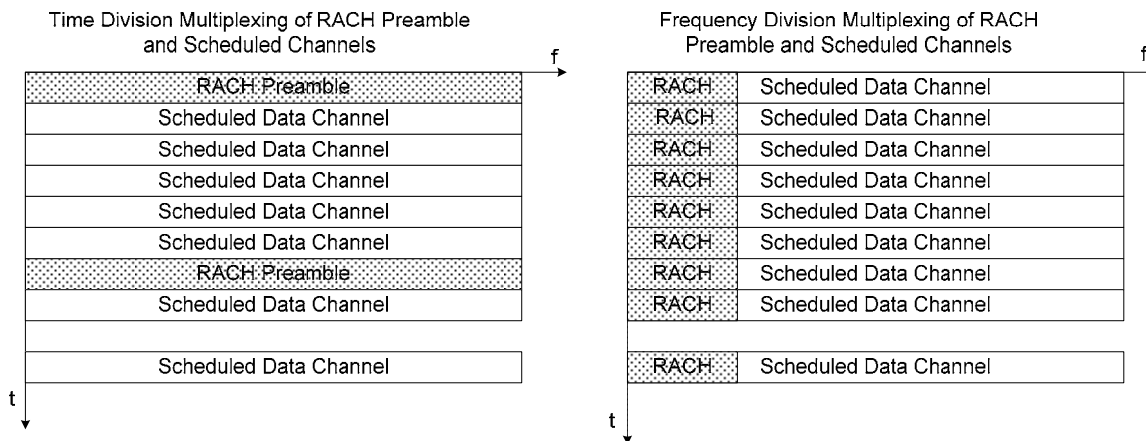 Time Division Multiplexing of RACH Preamble
and Scheduled Channels
f
RACH Preamble
Scheduled Data Channel
Scheduled Data Channel
Scheduled Data Channel
Scheduled Data Channel
Scheduled Data Channel
RACH Preamble
Scheduled Data Channel
Scheduled Data Channel
t
Frequency Division Multiplexing of RACH
Preamble and Scheduled Channels
f
RACH Scheduled Data Channel
RACH Scheduled Data Channel
RACH Scheduled Data Channel
RACH Scheduled Data Channel
RACH Scheduled Data Channel
RACH Scheduled Data Channel
RACH Scheduled Data Channel
RACH Scheduled Data Channel
RACH Scheduled Data Channel
t